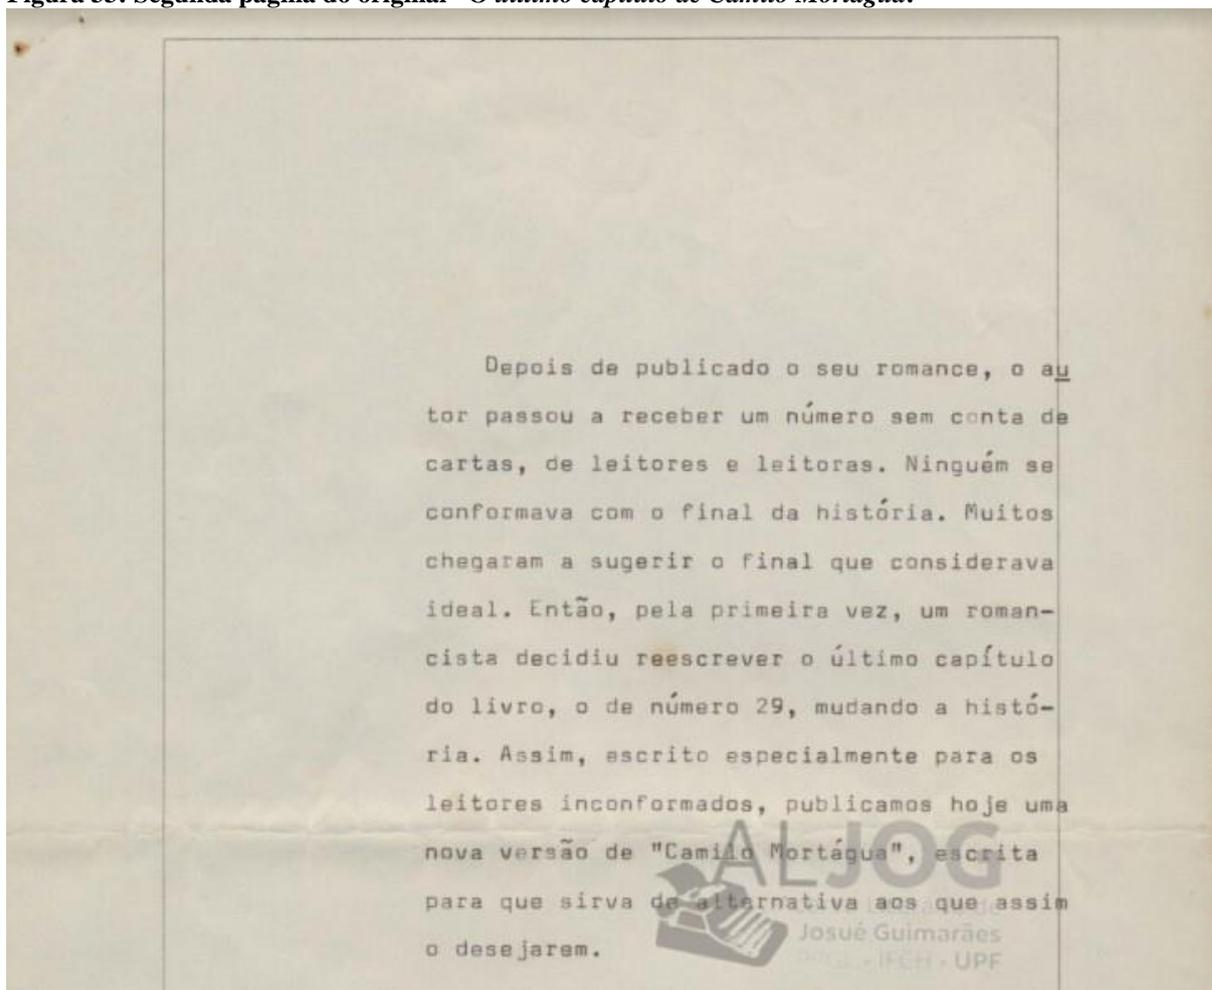 Figura 35: Segunda página do original "O último capítulo de Camilo Mortágua.
Depois de publicado o seu romance, o au
tor passou a receber um número sem conta de
cartas, de leitores e leitoras. Ninguém se
conformava com o final da história. Muitos
chegaram a sugerir o final que considerava
ideal. Então, pela primeira vez, um roman-
cista decidiu reescrever o último capítulo
do livro, o de número 29, mudando a histó-
ria. Assim, escrito especialmente para os
leitores inconformados, publicamos hoje uma
nova versão de "Camilo Mortágua", escrita
para que sirva de alternativa aos que assim
o desejarem.
ALJOG
Josué Guimarães
IFCH - UPF